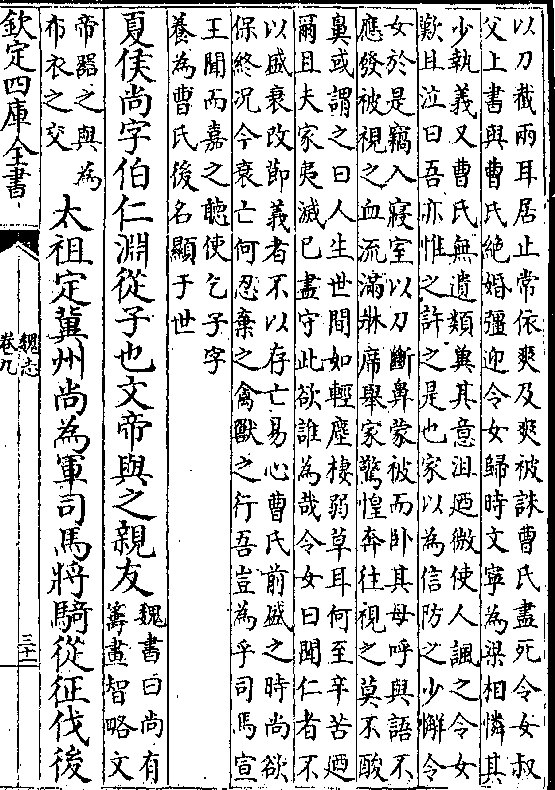 以刀截兩耳居止常依爽及爽被誅曹氏盡死令女叔
父上書與曹氏絕婚彊迎令女歸時文寧為梁相憐其
少執義又曹氏無遺類兾其意沮廼微使人諷之令女
歎且泣曰吾亦惟之許之是也家以為信防之少懈令
女於是竊入寢室以刀斷鼻蒙被而卧其母呼與語不
應發被視之血流滿牀席舉家驚惶奔往視之莫不酸
鼻或謂之曰人生世間如輕塵棲弱草耳何至辛苦廼
爾且夫家夷滅已盡守此欲誰為哉令女曰聞仁者不
以盛衰改節義者不以存亡易心曹氏前盛之時尚欲
保終況今衰亡何忍棄之禽獸之行吾豈為乎司馬宣
王聞而嘉之聽使乞子字
養為曹氏後名顯于世
夏侯尚字伯仁淵從子也文帝與之親友
魏書曰尚有
籌畫智略文
帝器之與為
布衣之交
太祖定冀州尚為軍司馬將騎從征伐後
欽定四庫全書
魏志
卷九
三十二